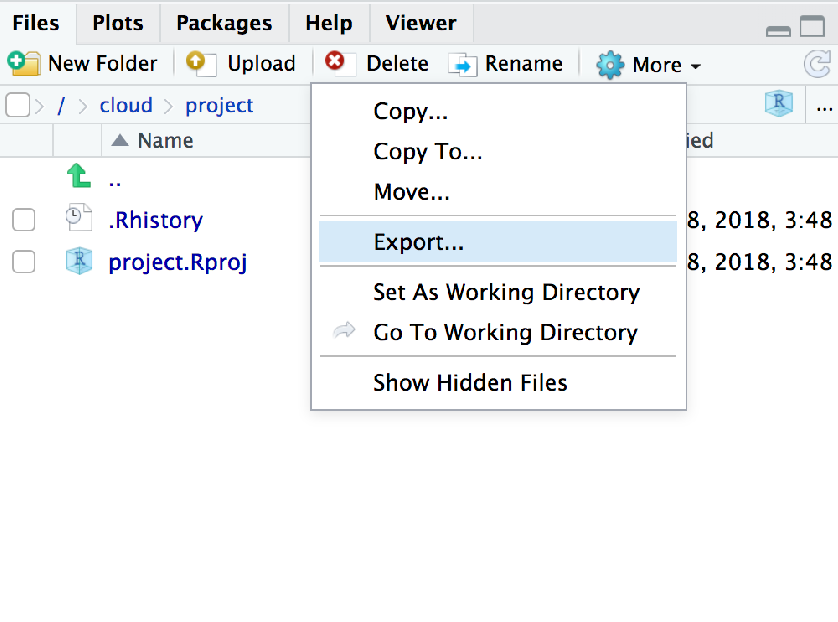 Files Plots Packages Help Viewer
New Folder Upload Delete Rename More
/ cloud project R ...
Name
Copy...
Copy To...
Move...
Export...
Set As Working Directory
Go To Working Directory
Show Hidden Files
..
.Rhistory 8, 2018, 3:48
R project.Rproj 8, 2018, 3:48